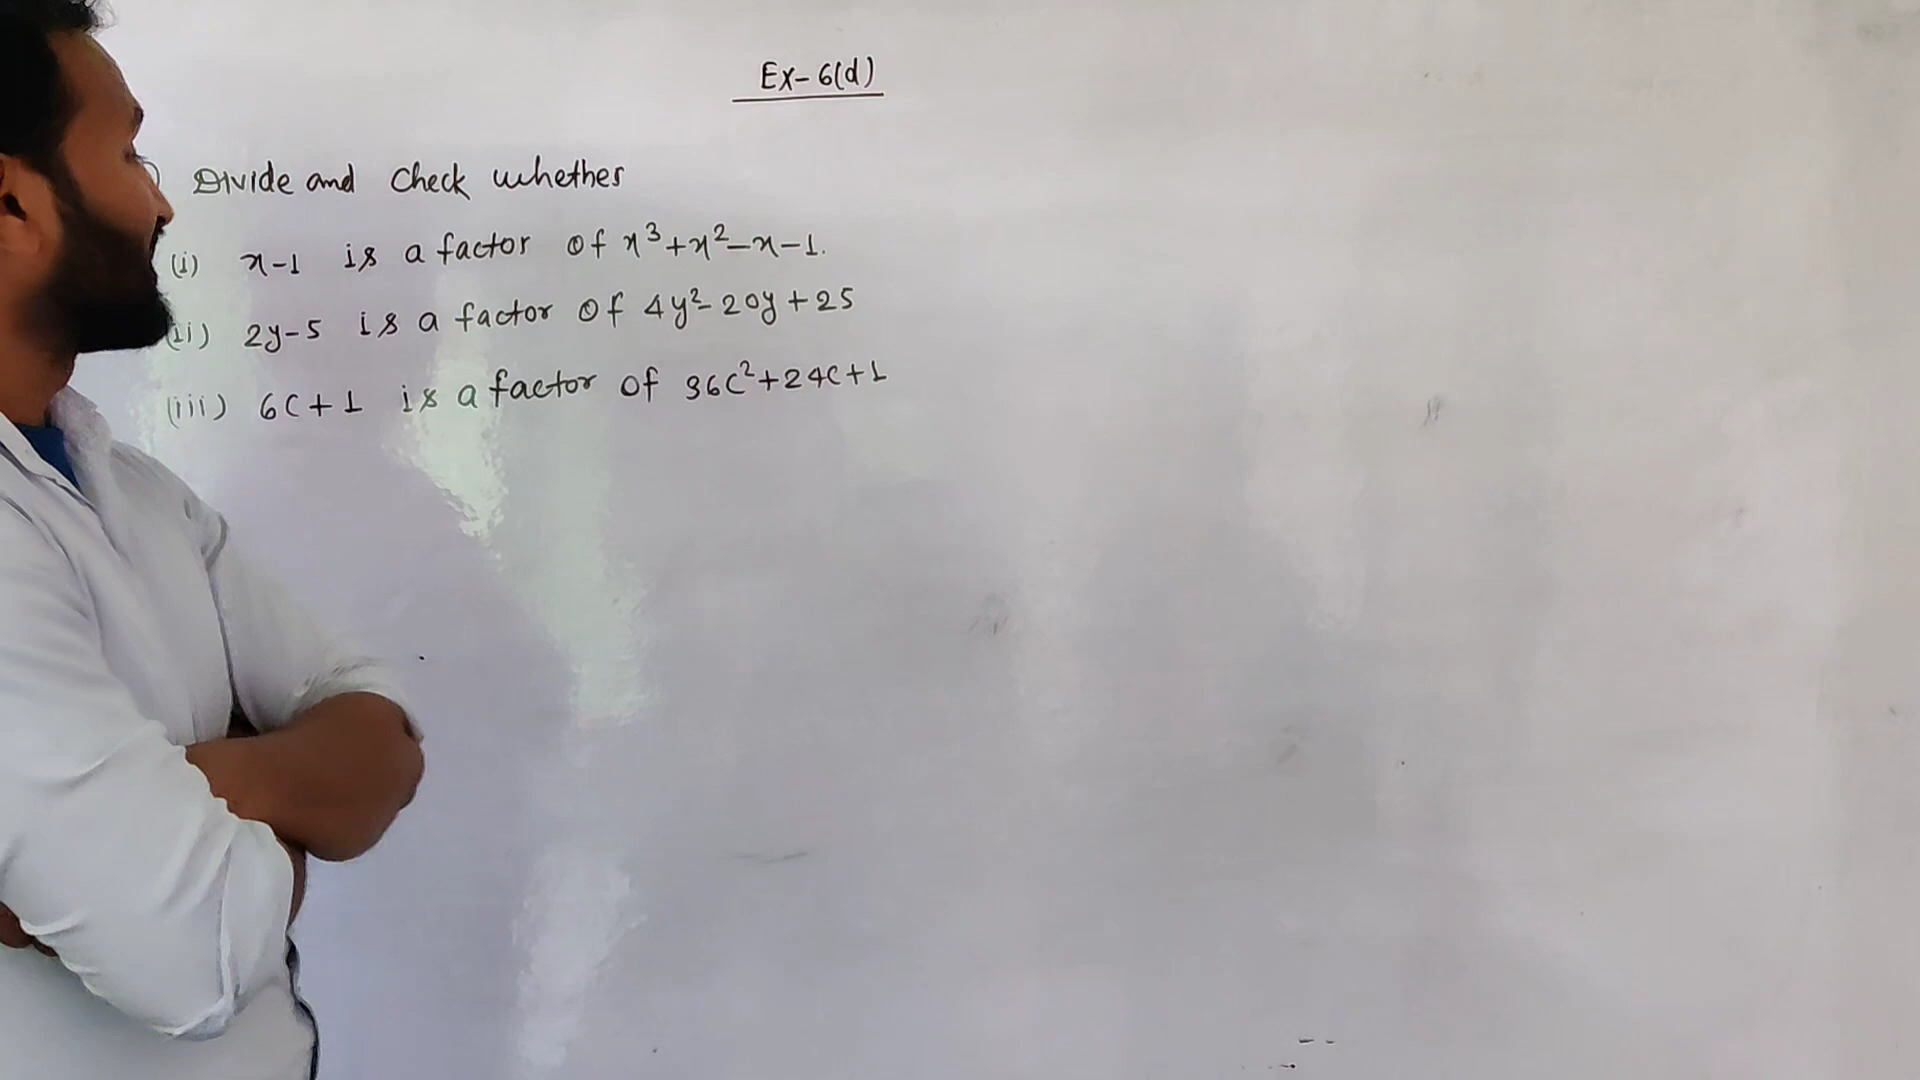 Ex-6(d)
) Divide and check whether
(i) x-1 is a factor of x³+x²-x-1.
(ii) 2y-5 is a factor of 4y²-20y+25
(iii) 6c+1 is a factor of 36c²+24c+1